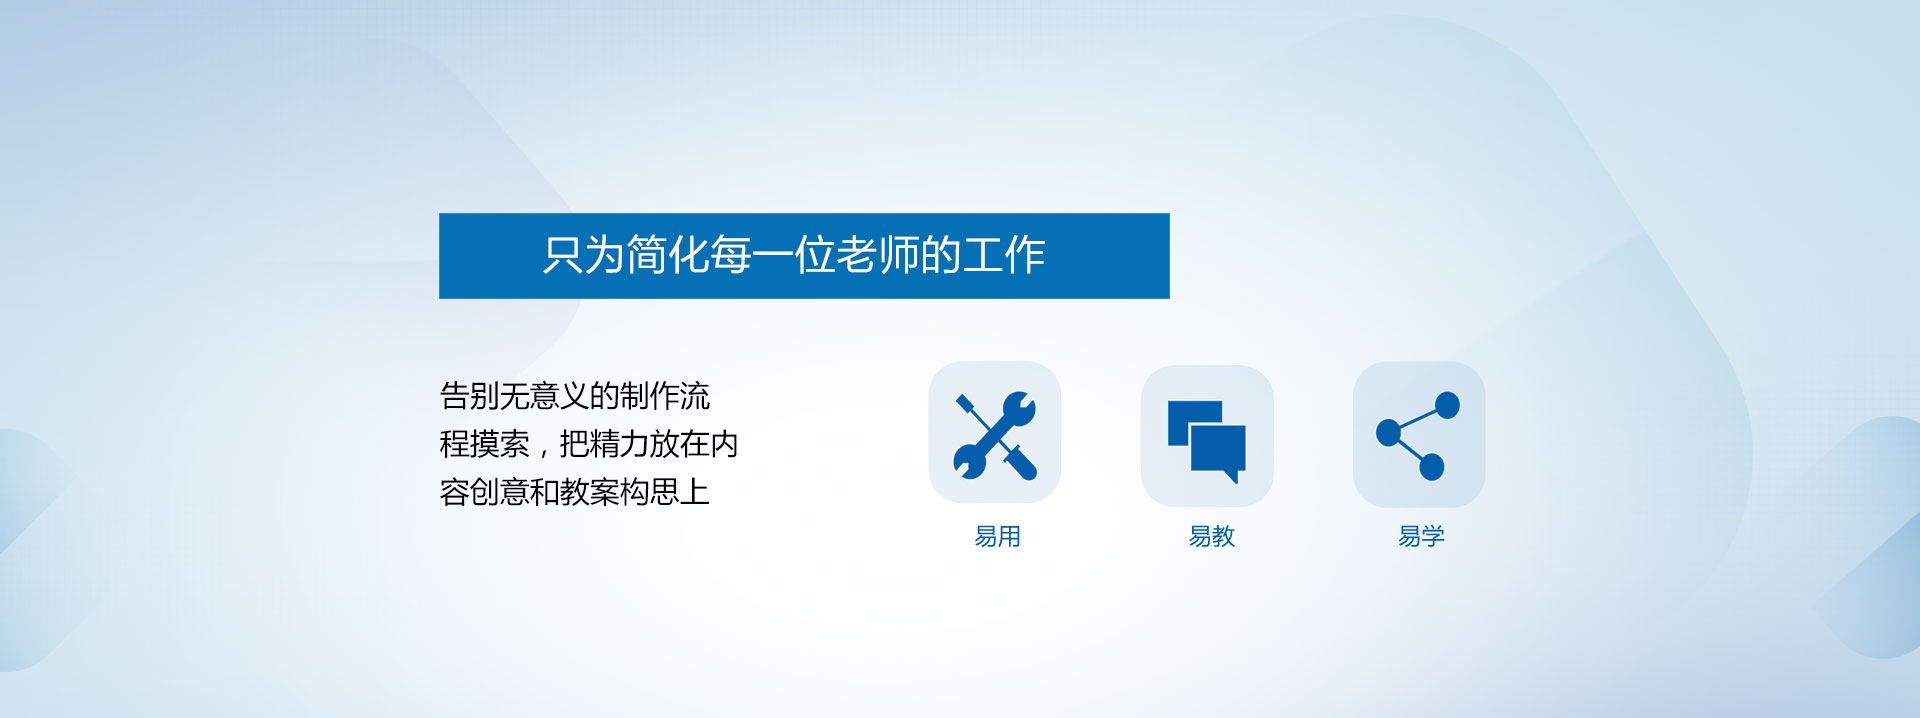 只为简化每一位老师的工作
告别无意义的制作流
程摸索，把精力放在内
容创意和教案构思上
易用
易教
易学